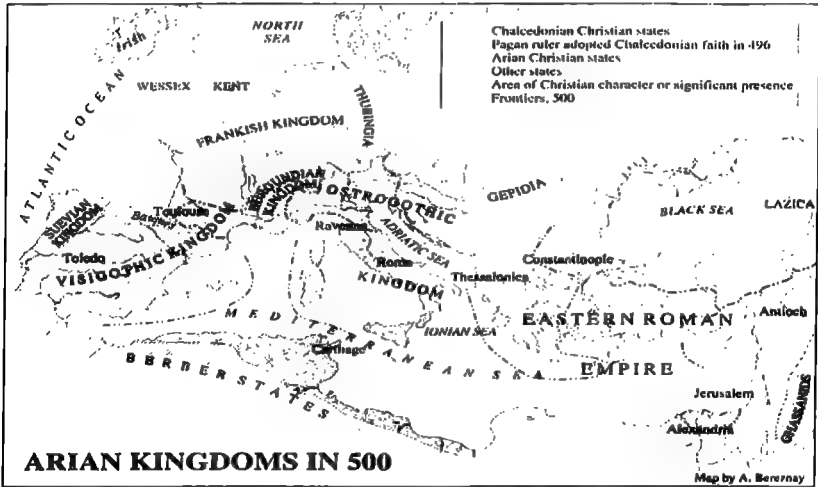 NORTH
SEA
Irish
Chalcedonian Christian states
Pagan ruler adopted Chalcedonian faith in 496
Arian Christian states
Other states
Area of Christian character or significant presence
Frontiers, 500
WESSEX KENT
ATLANTIC OCEAN
THURINGIA
FRANKISH KINGDOM
BURGUNDIAN
KINGDOM
OSTROGOTHIC
GEPIDIA
BLACK SEA
LAZICA
SUEVIAN
KINGDOM
Toulouse
Ravenna
ADRIATIC SEA
Toledo
VISIGOTHIC KINGDOM
Rome
KINGDOM
Thessalonica
Constantinople
MEDITERRANEAN SEA
IONIAN SEA
EASTERN ROMAN
EMPIRE
Antioch
Carthage
BERBER STATES
Jerusalem
Alexandria
GHASSANIDS
ARIAN KINGDOMS IN 500
Map by A. Berernay